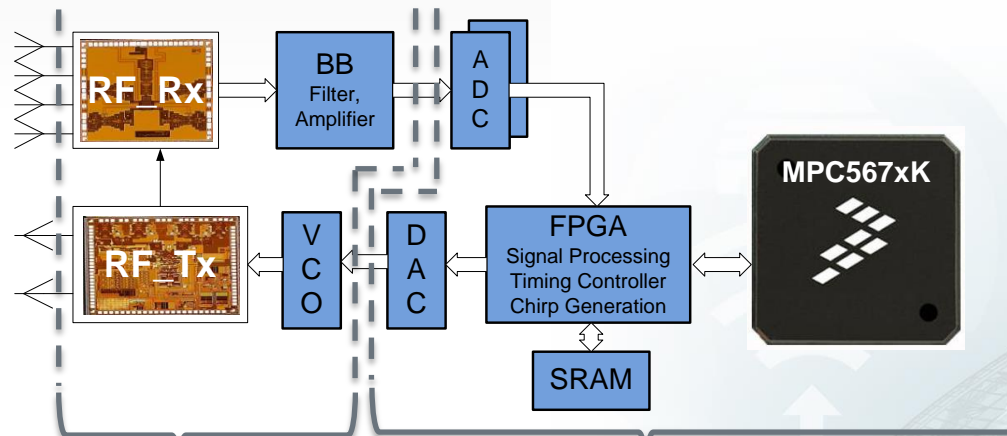 RF_Rx
BB
Filter,
Amplifier
A
D
C
MPC567xK
RF_Tx
V
C
O
D
A
C
FPGA
Signal Processing
Timing Controller
Chirp Generation
SRAM